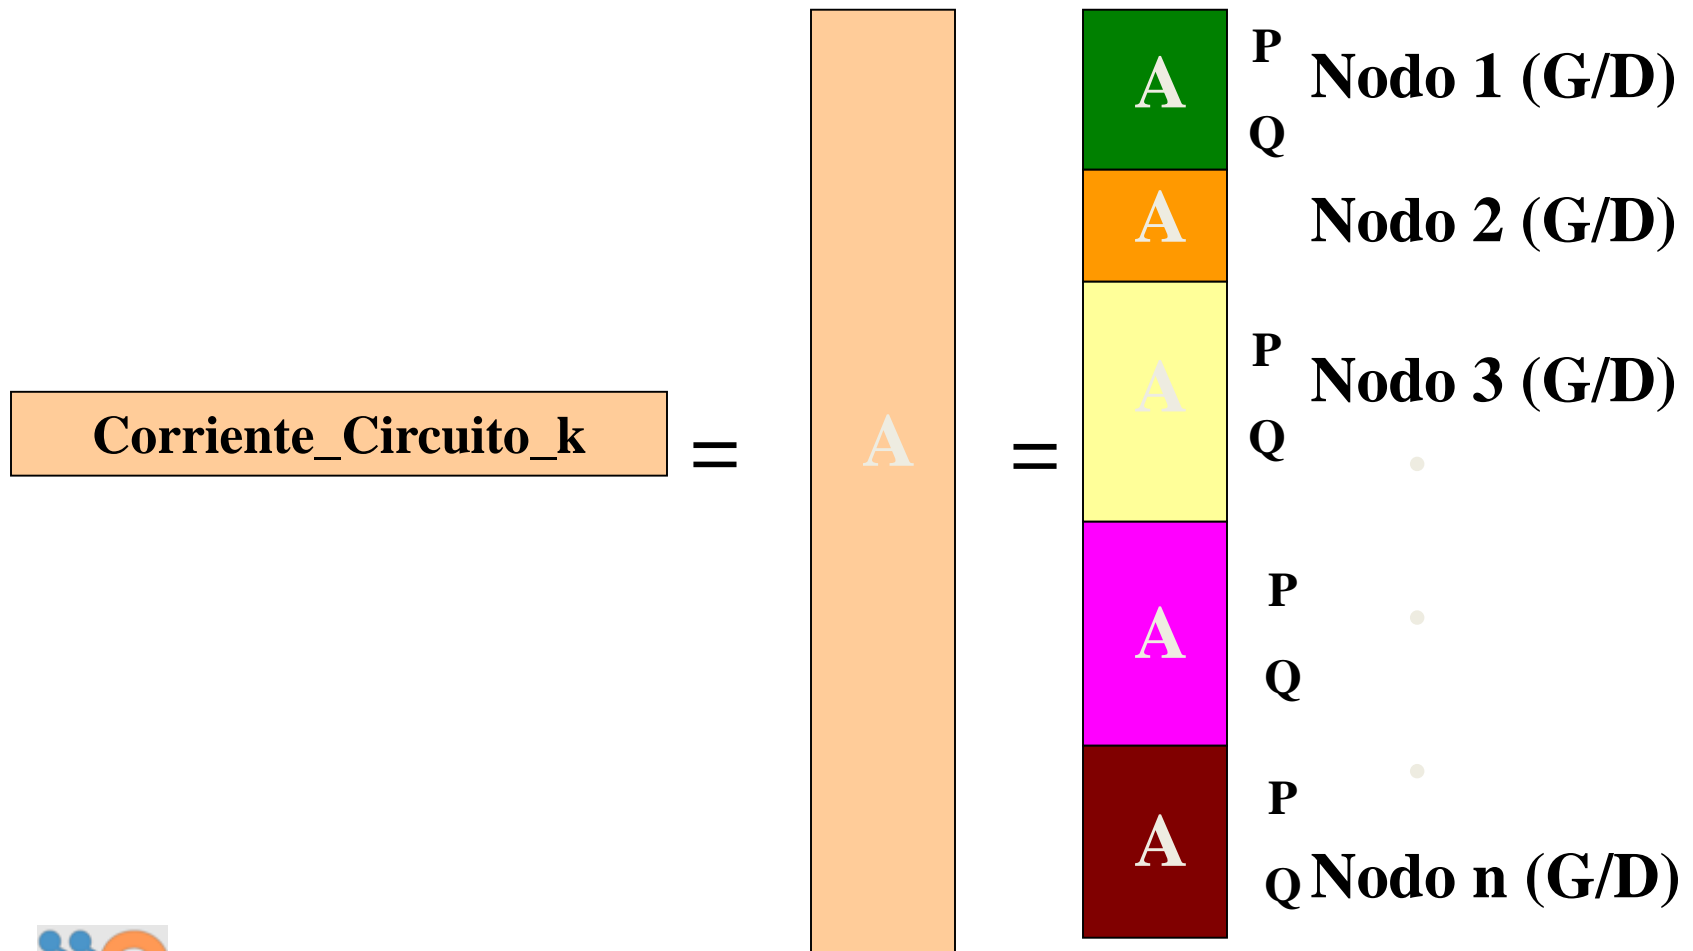 P
A Nodo 1 (G/D)
Q
A Nodo 2 (G/D)
P
A Nodo 3 (G/D)
Q
Corriente_Circuito_k = A =
P
A
Q
P
A
Q Nodo n (G/D)